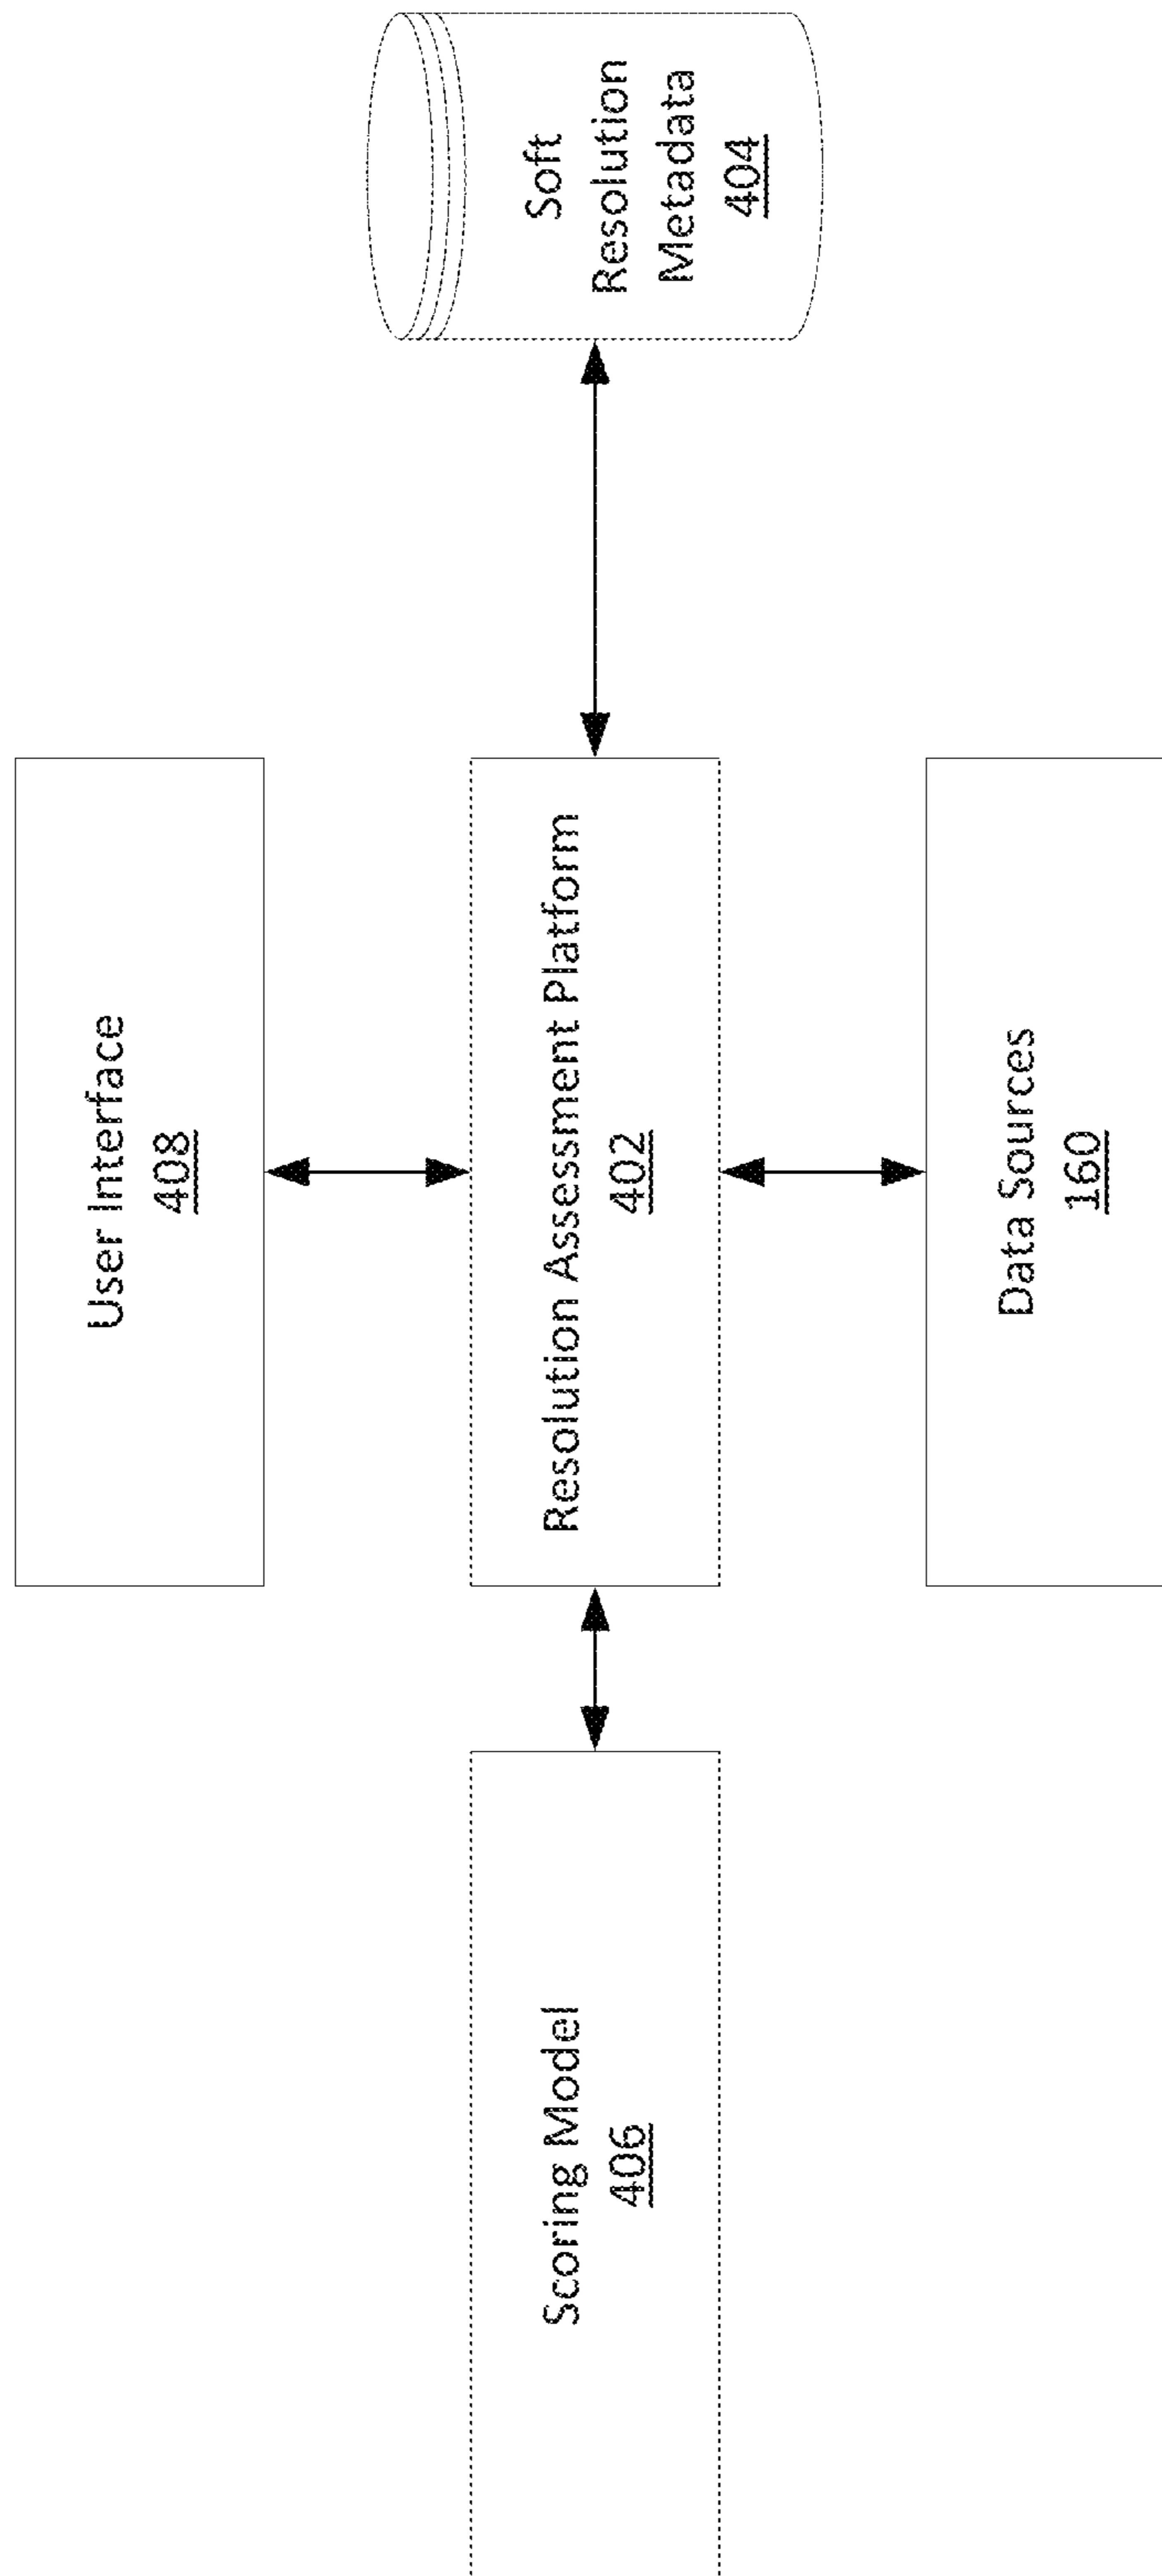 User Interface
408
Scoring Model
406
Resolution Assessment Platform
402
Soft
Resolution
Metadata
404
Data Sources
160